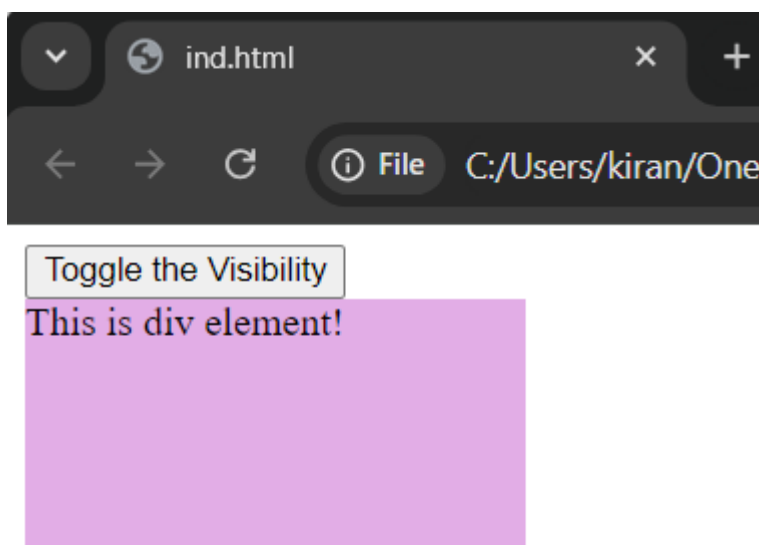 ind.html
File C:/Users/kiran/One
Toggle the Visibility
This is div element!